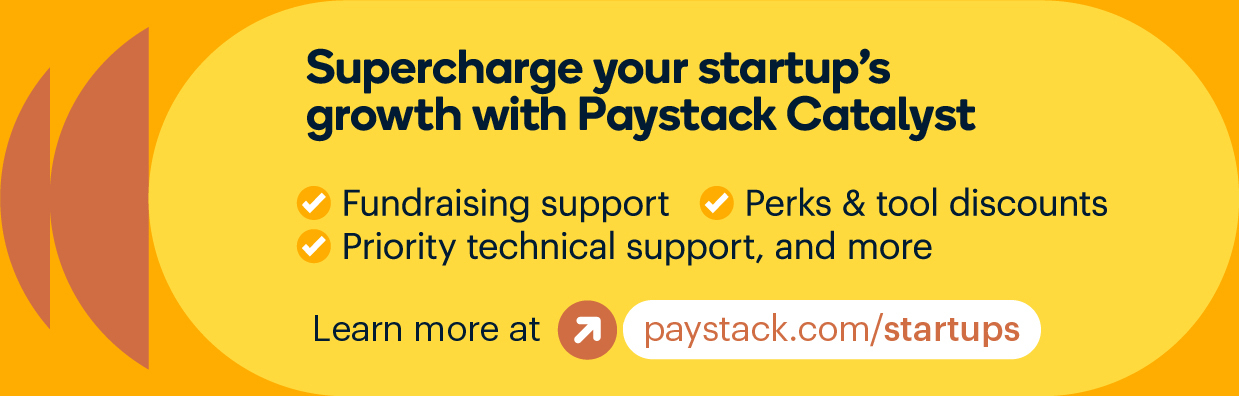 Supercharge your startup’s
growth with Paystack Catalyst
Fundraising support Perks & tool discounts
Priority technical support, and more
Learn more at paystack.com/startups